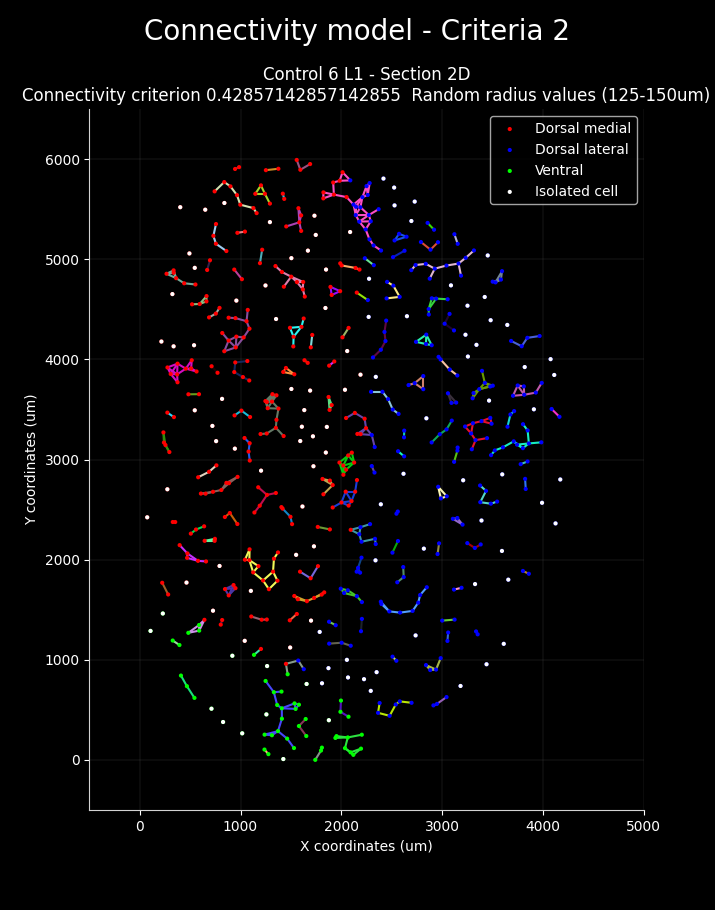 Connectivity model - Criteria 2
Control 6 L1 - Section 2D
Connectivity criterion 0.42857142857142855  Random radius values (125-150um)
Dorsal medial
Dorsal lateral
Ventral
Isolated cell
6000
5000
4000
3000
2000
1000
0
Y coordinates (um)
0 1000 2000 3000 4000 5000
X coordinates (um)